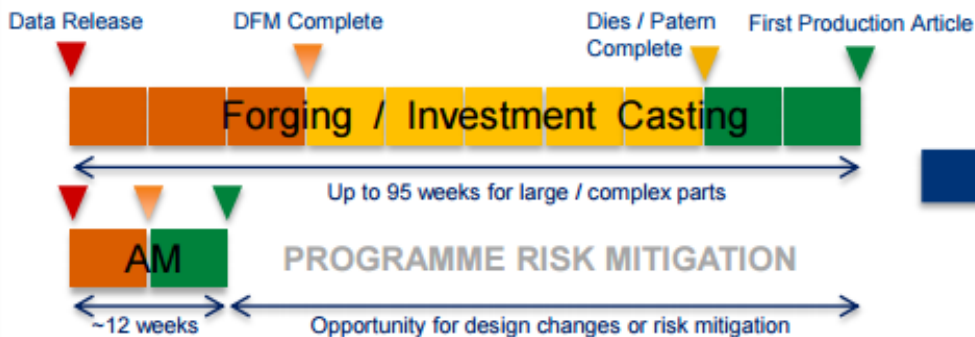 Data Release
DFM Complete
Dies / Patern
Complete
First Production Article
Forging / Investment Casting
Up to 95 weeks for large / complex parts
AM
PROGRAMME RISK MITIGATION
~12 weeks
Opportunity for design changes or risk mitigation